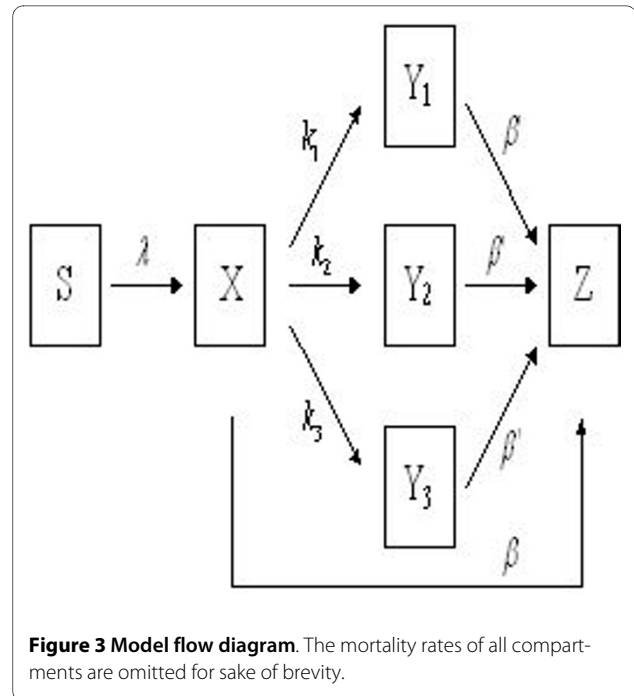 Y₁
k₁
β
S
λ
X
k₂
Y₂
β'
Z
k₃
Y₃
β'
β
Figure 3 Model flow diagram. The mortality rates of all compart-
ments are omitted for sake of brevity.